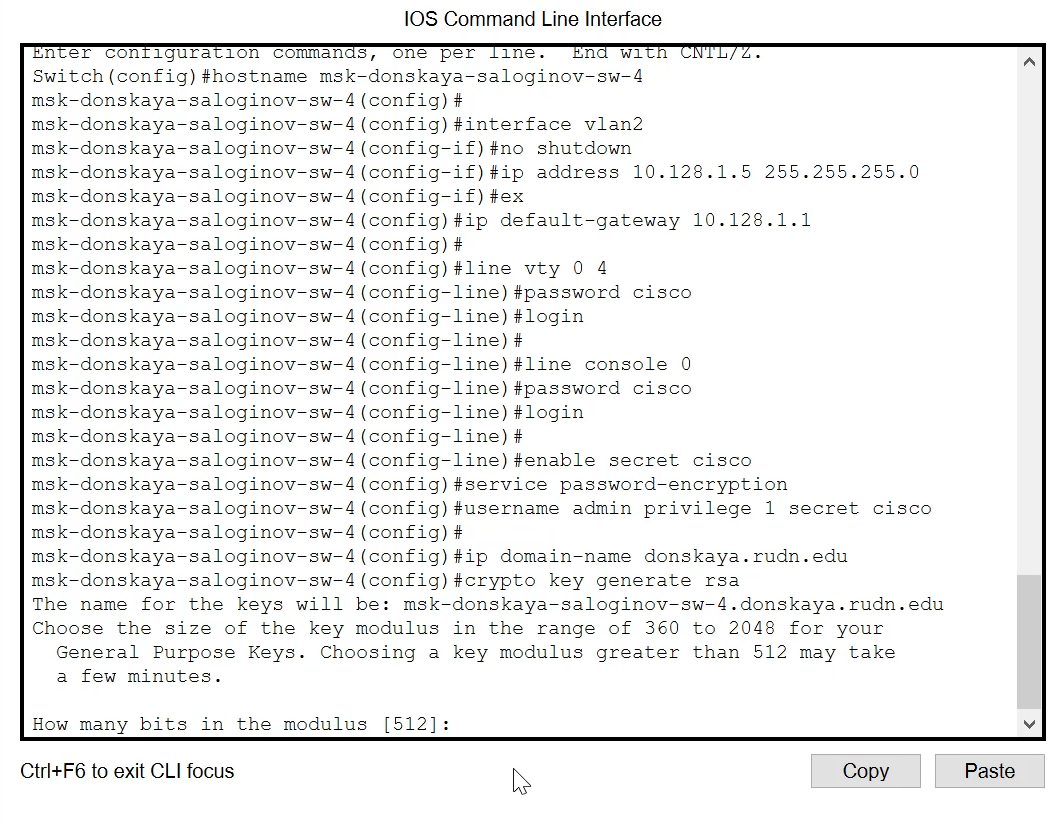 IOS Command Line Interface
Enter configuration commands, one per line.  End with CNTL/Z.
Switch(config)#hostname msk-donskaya-saloginov-sw-4
msk-donskaya-saloginov-sw-4(config)#
msk-donskaya-saloginov-sw-4(config)#interface vlan2
msk-donskaya-saloginov-sw-4(config-if)#no shutdown
msk-donskaya-saloginov-sw-4(config-if)#ip address 10.128.1.5 255.255.255.0
msk-donskaya-saloginov-sw-4(config-if)#ex
msk-donskaya-saloginov-sw-4(config)#ip default-gateway 10.128.1.1
msk-donskaya-saloginov-sw-4(config)#
msk-donskaya-saloginov-sw-4(config)#line vty 0 4
msk-donskaya-saloginov-sw-4(config-line)#password cisco
msk-donskaya-saloginov-sw-4(config-line)#login
msk-donskaya-saloginov-sw-4(config-line)#
msk-donskaya-saloginov-sw-4(config-line)#line console 0
msk-donskaya-saloginov-sw-4(config-line)#password cisco
msk-donskaya-saloginov-sw-4(config-line)#login
msk-donskaya-saloginov-sw-4(config-line)#
msk-donskaya-saloginov-sw-4(config-line)#enable secret cisco
msk-donskaya-saloginov-sw-4(config)#service password-encryption
msk-donskaya-saloginov-sw-4(config)#username admin privilege 1 secret cisco
msk-donskaya-saloginov-sw-4(config)#
msk-donskaya-saloginov-sw-4(config)#ip domain-name donskaya.rudn.edu
msk-donskaya-saloginov-sw-4(config)#crypto key generate rsa
The name for the keys will be: msk-donskaya-saloginov-sw-4.donskaya.rudn.edu
Choose the size of the key modulus in the range of 360 to 2048 for your
  General Purpose Keys. Choosing a key modulus greater than 512 may take
  a few minutes.
How many bits in the modulus [512]:
Ctrl+F6 to exit CLI focus
Copy
Paste